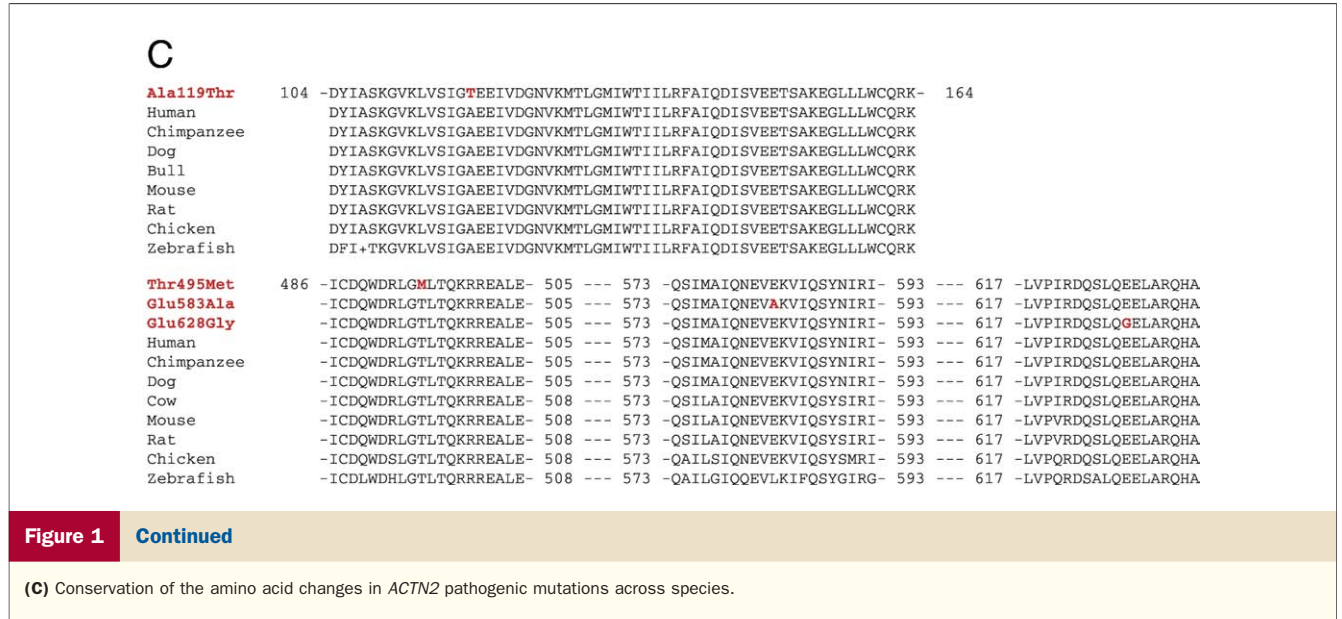 C
Ala119Thr 104 -DYIASKGVKLVSIGTEEIVDGNVKMTLGMIWTIILRFAIQDISVEETSAKEGLLLWCQRK- 164
Human DYIASKGVKLVSIGAEEIVDGNVKMTLGMIWTIILRFAIQDISVEETSAKEGLLLWCQRK
Chimpanzee DYIASKGVKLVSIGAEEIVDGNVKMTLGMIWTIILRFAIQDISVEETSAKEGLLLWCQRK
Dog DYIASKGVKLVSIGAEEIVDGNVKMTLGMIWTIILRFAIQDISVEETSAKEGLLLWCQRK
Bull DYIASKGVKLVSIGAEEIVDGNVKMTLGMIWTIILRFAIQDISVEETSAKEGLLLWCQRK
Mouse DYIASKGVKLVSIGAEEIVDGNVKMTLGMIWTIILRFAIQDISVEETSAKEGLLLWCQRK
Rat DYIASKGVKLVSIGAEEIVDGNVKMTLGMIWTIILRFAIQDISVEETSAKEGLLLWCQRK
Chicken DYIASKGVKLVSIGAEEIVDGNVKMTLGMIWTIILRFAIQDISVEETSAKEGLLLWCQRK
Zebrafish DFI+TKGVKLVSIGAEEIVDGNVKMTLGMIWTIILRFAIQDISVEETSAKEGLLLWCQRK
Thr495Met 486 -ICDQWDRLGMLTQKRREALE- 505 --- 573 -QSIMAIQNEVEKVIQSYNIRI- 593 --- 617 -LVPIRDQSLQEELARQHA
Glu583Ala -ICDQWDRLGTLTQKRREALE- 505 --- 573 -QSIMAIQNEVAKVIQSYNIRI- 593 --- 617 -LVPIRDQSLQEELARQHA
Glu628Gly -ICDQWDRLGTLTQKRREALE- 505 --- 573 -QSIMAIQNEVEKVIQSYNIRI- 593 --- 617 -LVPIRDQSLQGELARQHA
Human -ICDQWDRLGTLTQKRREALE- 505 --- 573 -QSIMAIQNEVEKVIQSYNIRI- 593 --- 617 -LVPIRDQSLQEELARQHA
Chimpanzee -ICDQWDRLGTLTQKRREALE- 505 --- 573 -QSIMAIQNEVEKVIQSYNIRI- 593 --- 617 -LVPIRDQSLQEELARQHA
Dog -ICDQWDRLGTLTQKRREALE- 505 --- 573 -QSIMAIQNEVEKVIQSYNIRI- 593 --- 617 -LVPIRDQSLQEELARQHA
Cow -ICDQWDRLGTLTQKRREALE- 508 --- 573 -QSILAIQNEVEKVIQSYSIRI- 593 --- 617 -LVPIRDQSLQEELARQHA
Mouse -ICDQWDRLGTLTQKRREALE- 508 --- 573 -QSILAIQNEVEKVIQSYSIRI- 593 --- 617 -LVPVRDQSLQEELARQHA
Rat -ICDQWDRLGTLTQKRREALE- 508 --- 573 -QSILAIQNEVEKVIQSYSIRI- 593 --- 617 -LVPVRDQSLQEELARQHA
Chicken -ICDQWDSLGTLTQKRREALE- 508 --- 573 -QAILSIQNEVEKVIQSYSMRI- 593 --- 617 -LVPQRDQSLQEELARQHA
Zebrafish -ICDLWDHLGTLTQRRREALE- 508 --- 573 -QAILGIQQEVLKIFQSYGIRG- 593 --- 617 -LVPQRDSALQEELARQHA
Figure 1 Continued
(C) Conservation of the amino acid changes in ACTN2 pathogenic mutations across species.